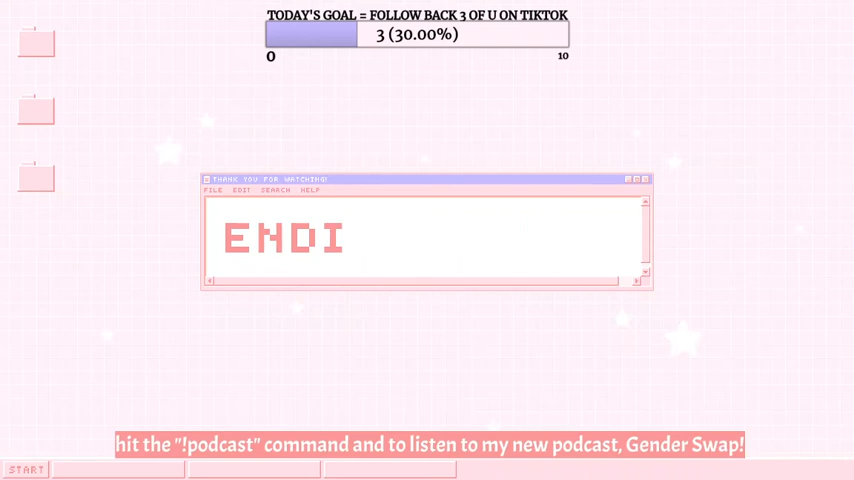 TODAY'S GOAL = FOLLOW BACK 3 OF U ON TIKTOK
3 (30.00%)
0 10
THANK YOU FOR WATCHING!
FILE EDIT SEARCH HELP
ENDI
hit the "!podcast" command and to listen to my new podcast, Gender Swap!
START